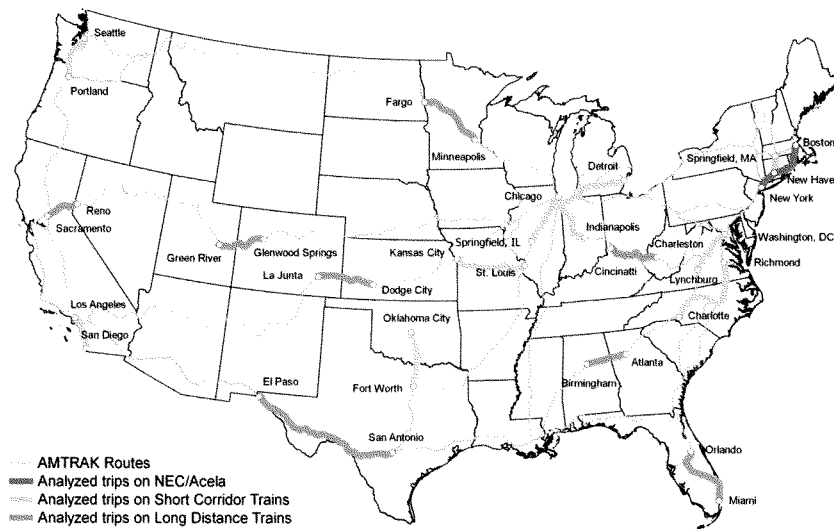 Seattle
Portland
Fargo
Minneapolis
Boston
Springfield, MA
New Haven
Detroit
New York
Chicago
Reno
Sacramento
Indianapolis
Washington, DC
Springfield, IL
Charleston
Kansas City
Glenwood Springs
Green River
Richmond
La Junta
St. Louis
Cincinatti
Lynchburg
Dodge City
Los Angeles
Charlotte
Oklahoma City
San Diego
Atlanta
El Paso
Fort Worth
Birmingham
San Antonio
Orlando
Miami
AMTRAK Routes
Analyzed trips on NEC/Acela
Analyzed trips on Short Corridor Trains
Analyzed trips on Long Distance Trains